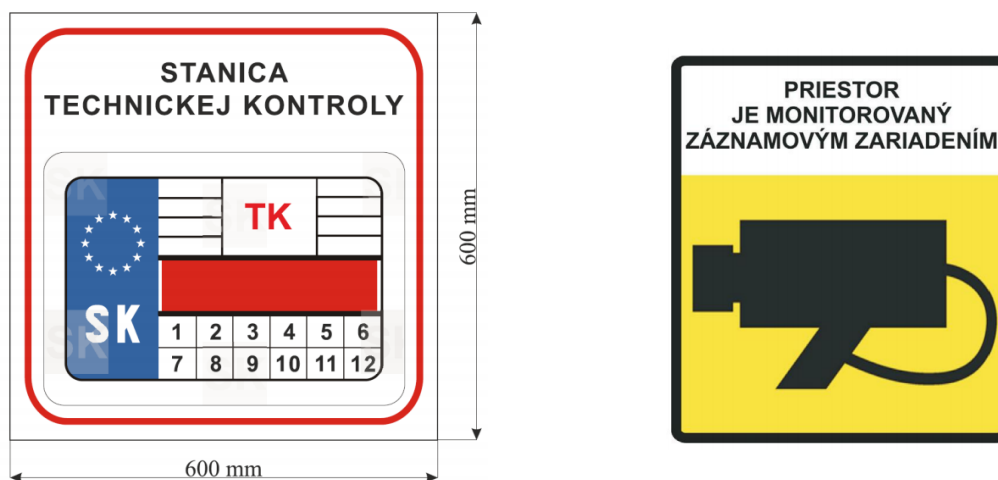 STANICA
TECHNICKEJ KONTROLY
TK
SK
1 2 3 4 5 6
7 8 9 10 11 12
600 mm
600 mm
PRIESTOR
JE MONITOROVANÝ
ZÁZNAMOVÝM ZARIADENÍM